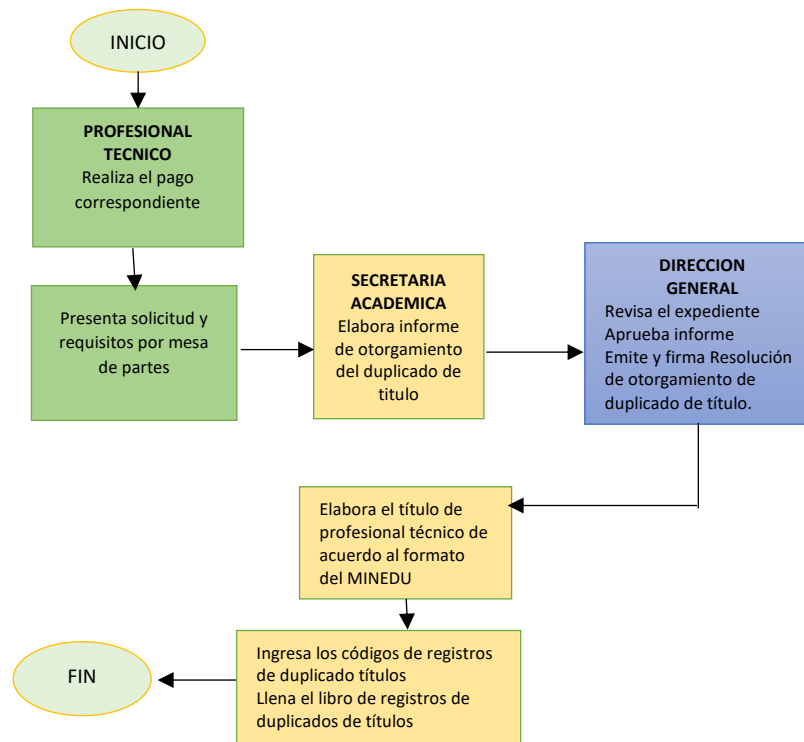 INICIO
PROFESIONAL
TECNICO
Realiza el pago
correspondiente
Presenta solicitud y
requisitos por mesa
de partes
SECRETARIA
ACADEMICA
Elabora informe
de otorgamiento
del duplicado de
titulo
DIRECCION
GENERAL
Revisa el expediente
Aprueba informe
Emite y firma Resolución
de otorgamiento de
duplicado de título.
Elabora el título de
profesional técnico de
acuerdo al formato
del MINEDU
Ingresa los códigos de registros
de duplicado títulos
Llena el libro de registros de
duplicados de títulos
FIN